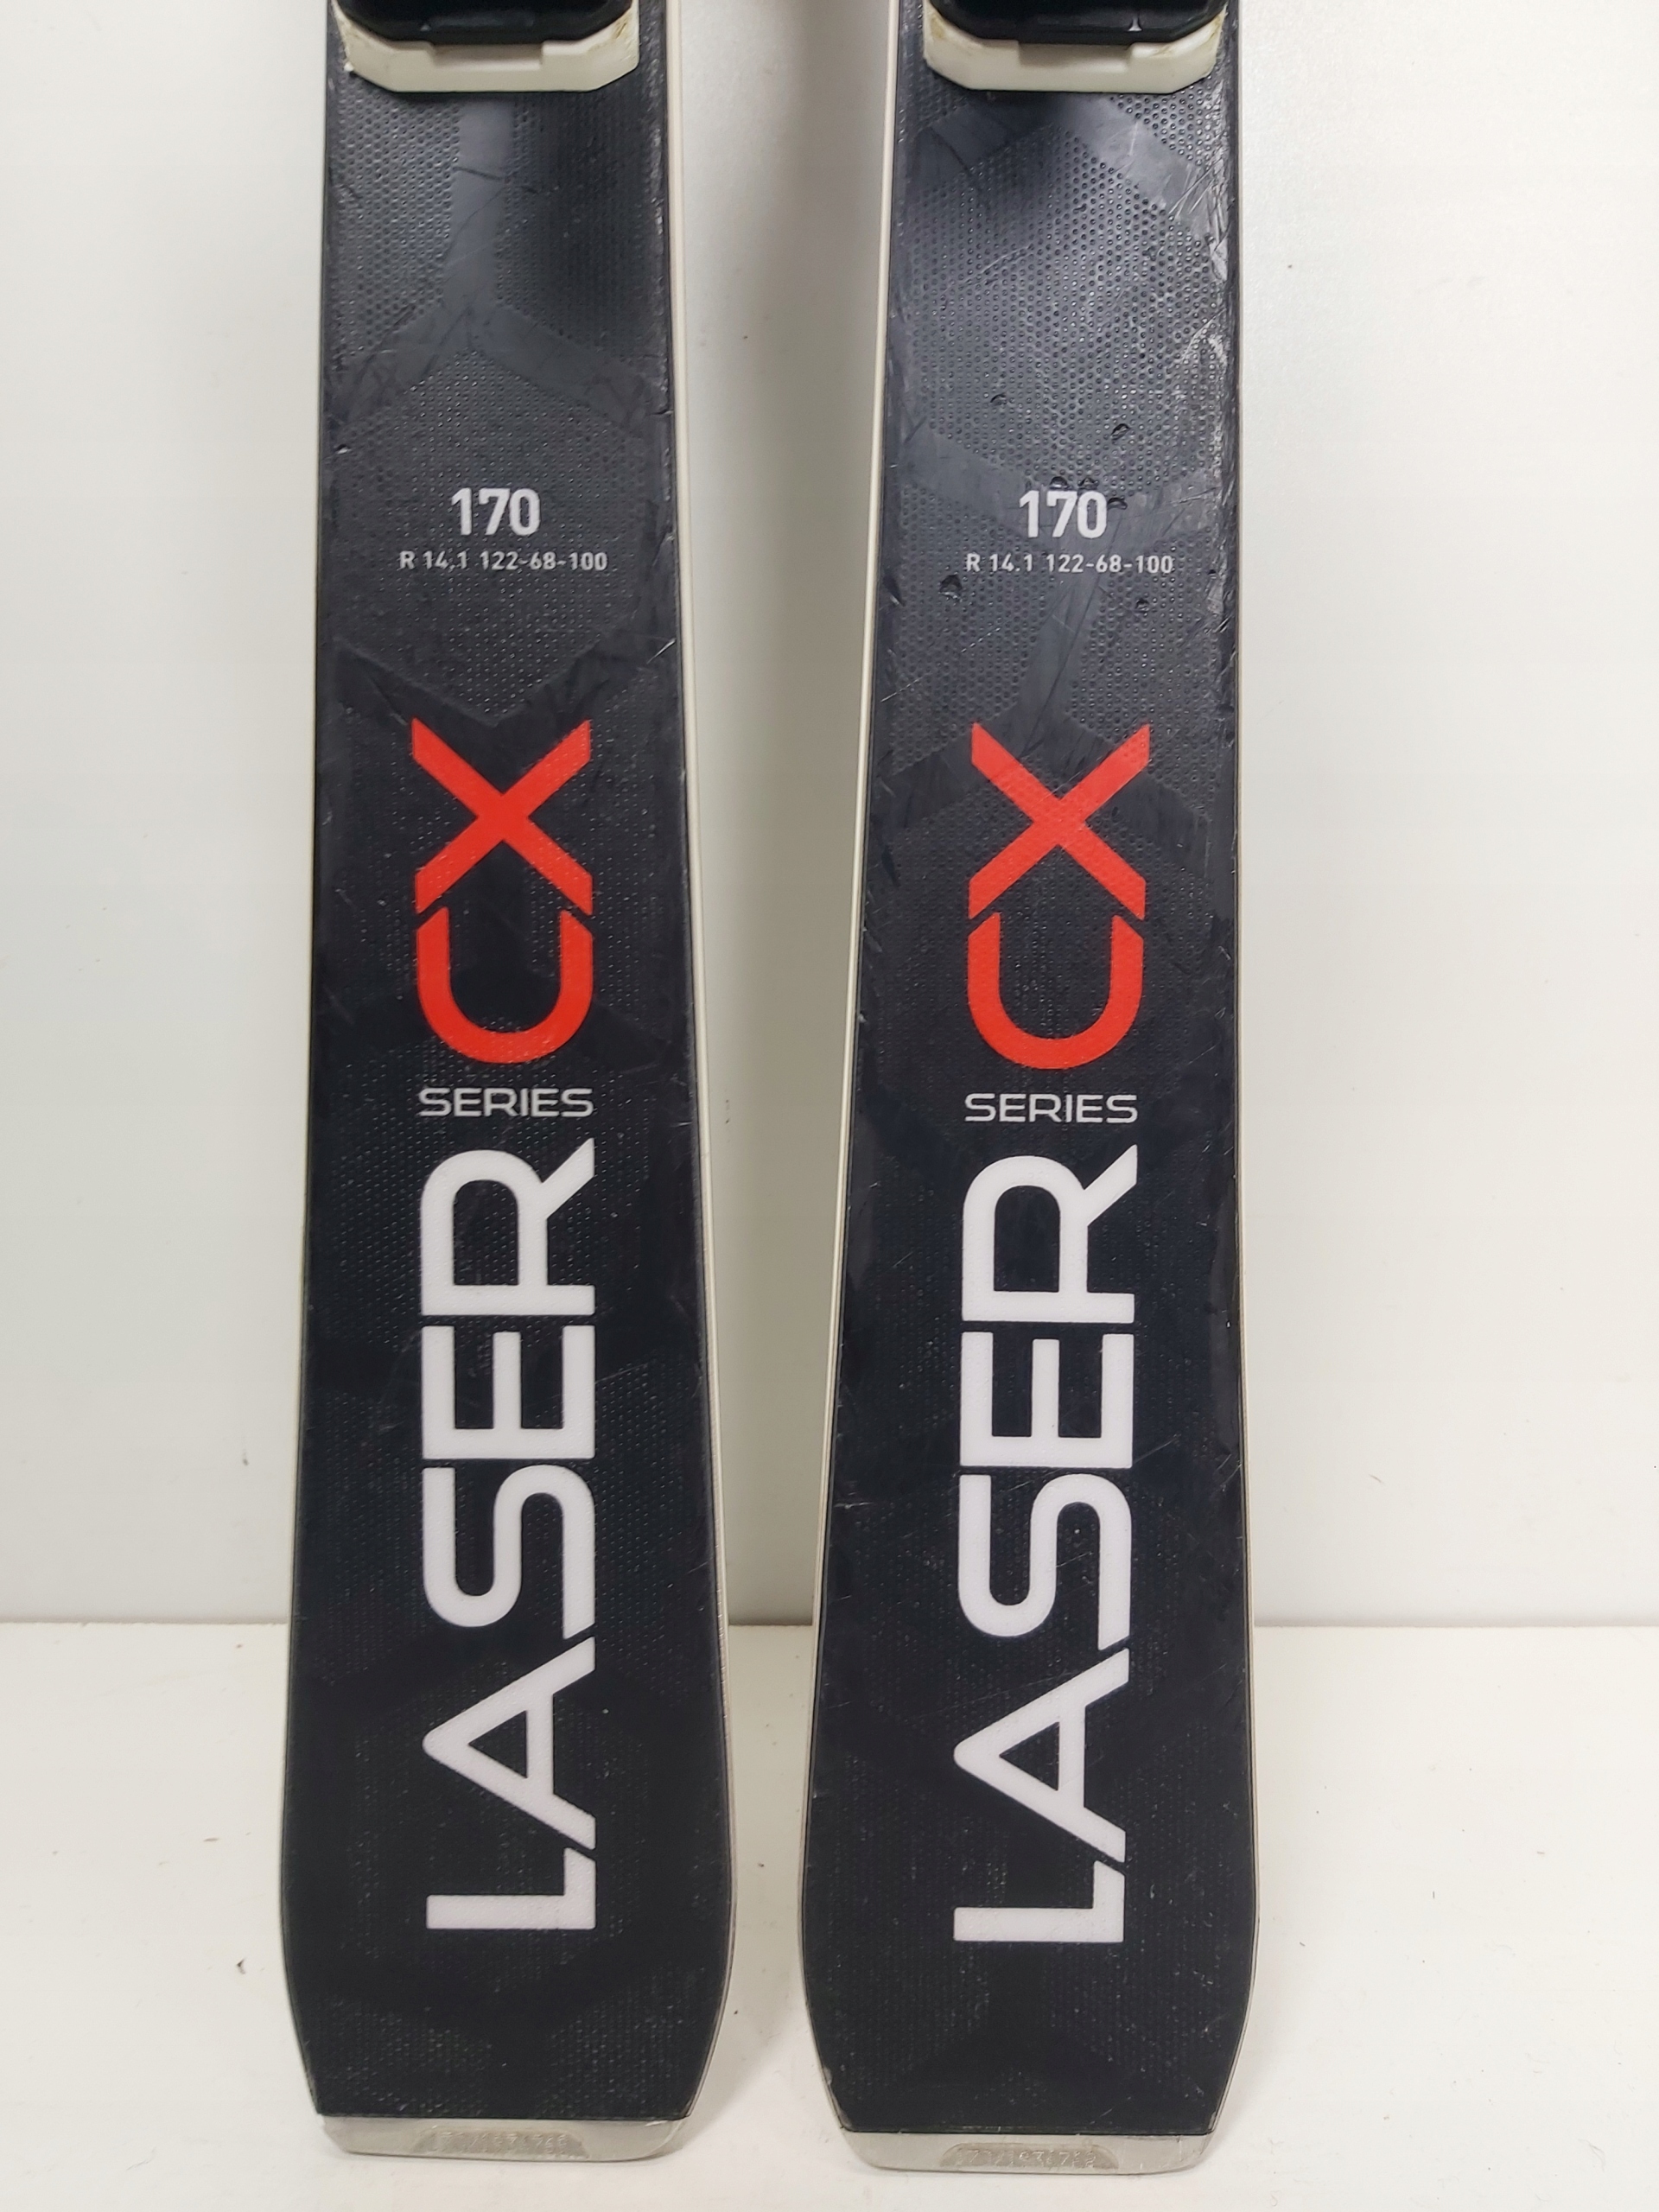 170
R 14.1 122-68-100
LASER
SERIES
CX
170
R 14.1 122-68-100
LASER
SERIES
CX